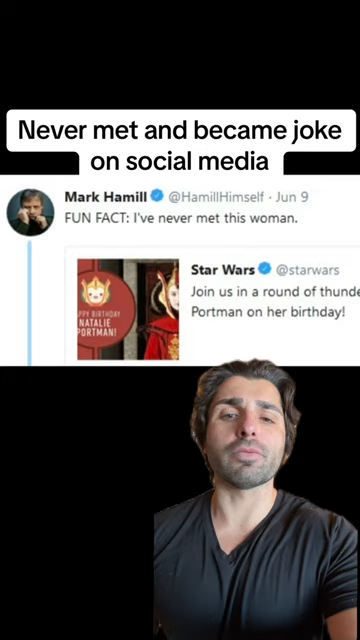 Never met and became joke
on social media
Mark Hamill @HamillHimself · Jun 9
FUN FACT: I've never met this woman.
Star Wars @starwars
Join us in a round of thunde
Portman on her birthday!
PPY BIRTHDAY
NATALIE
PORTMAN!